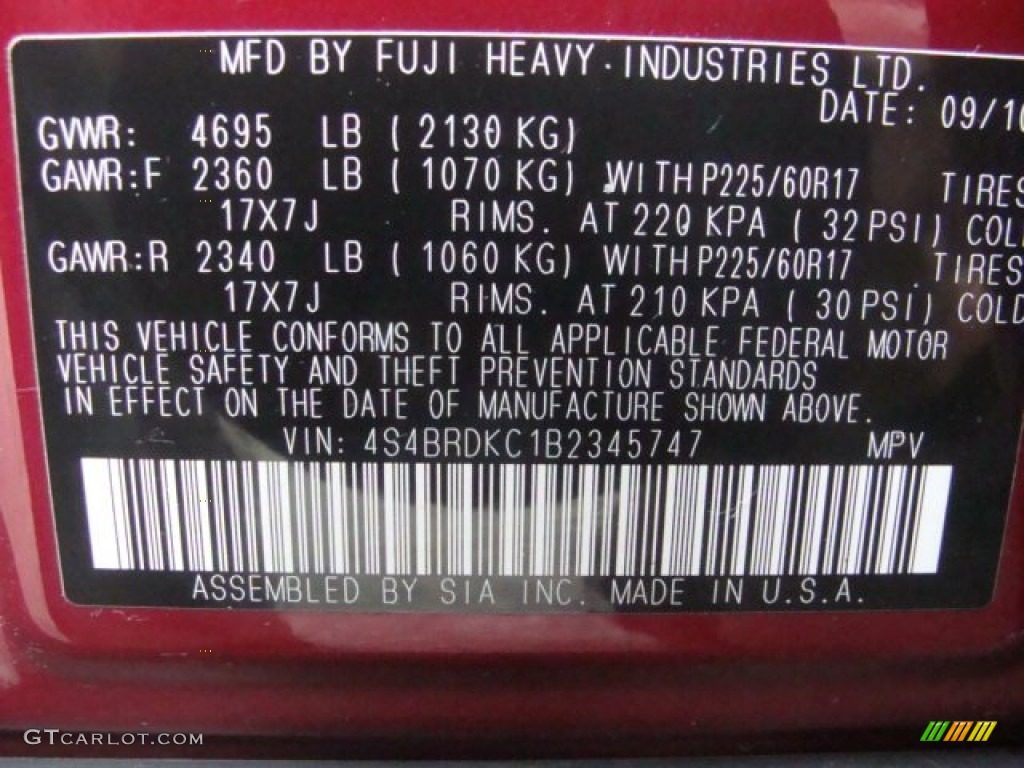 MFD BY FUJI HEAVY INDUSTRIES LTD.
DATE: 09/10
GVWR: 4695 LB ( 2130 KG)
GAWR:F 2360 LB ( 1070 KG) WITH P225/60R17 TIRES
17X7J RIMS. AT 220 KPA ( 32 PSI) COL
GAWR:R 2340 LB ( 1060 KG) WITH P225/60R17 TIRES
17X7J RIMS. AT 210 KPA ( 30 PSI) COLD
THIS VEHICLE CONFORMS TO ALL APPLICABLE FEDERAL MOTOR
VEHICLE SAFETY AND THEFT PREVENTION STANDARDS
IN EFFECT ON THE DATE OF MANUFACTURE SHOWN ABOVE.
VIN: 4S4BRDKC1B2345747 MPV
ASSEMBLED BY SIA INC. MADE IN U.S.A.
GTCARLOT.COM